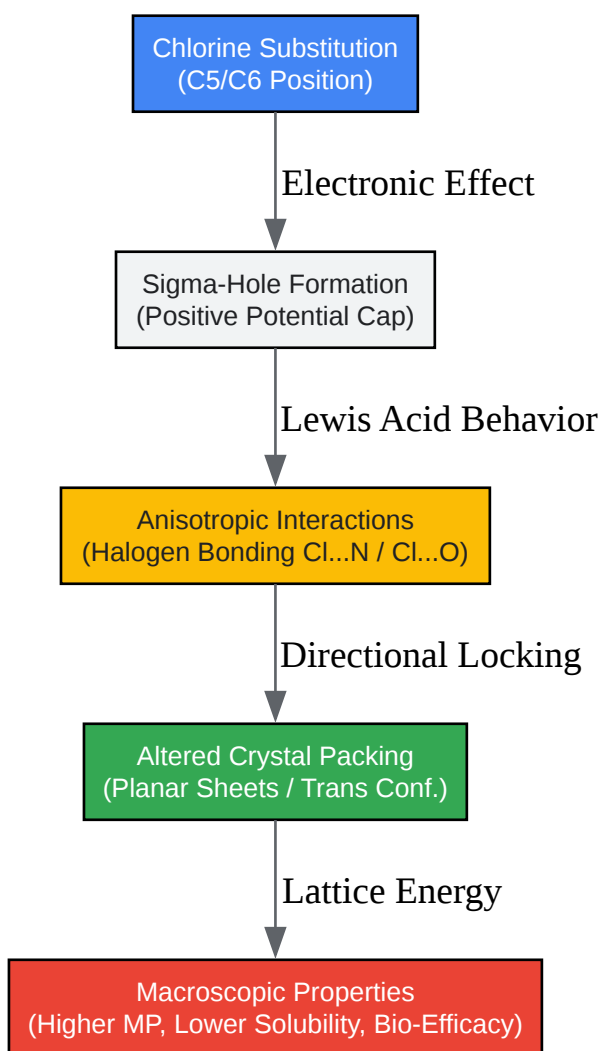 Chlorine Substitution
(C5/C6 Position)
Electronic Effect
Sigma-Hole Formation
(Positive Potential Cap)
Lewis Acid Behavior
Anisotropic Interactions
(Halogen Bonding Cl...N / Cl...O)
Directional Locking
Altered Crystal Packing
(Planar Sheets / Trans Conf.)
Lattice Energy
Macroscopic Properties
(Higher MP, Lower Solubility, Bio-Efficacy)